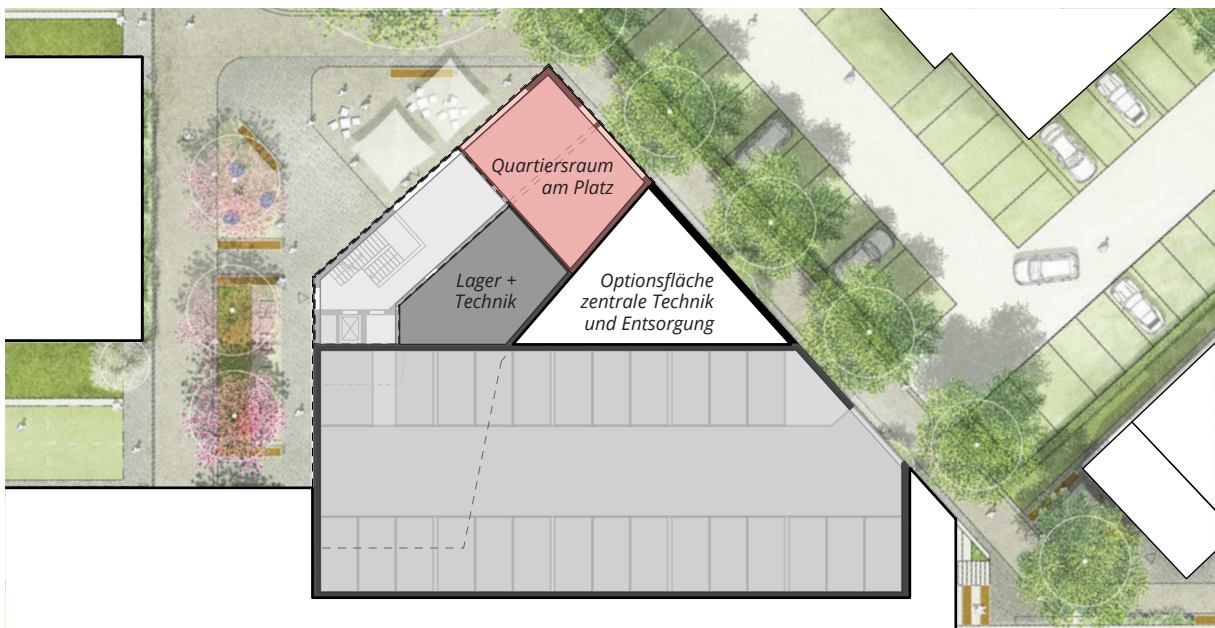 Quartiersraum
am Platz
Lager +
Technik
Optionsfläche
zentrale Technik
und Entsorgung